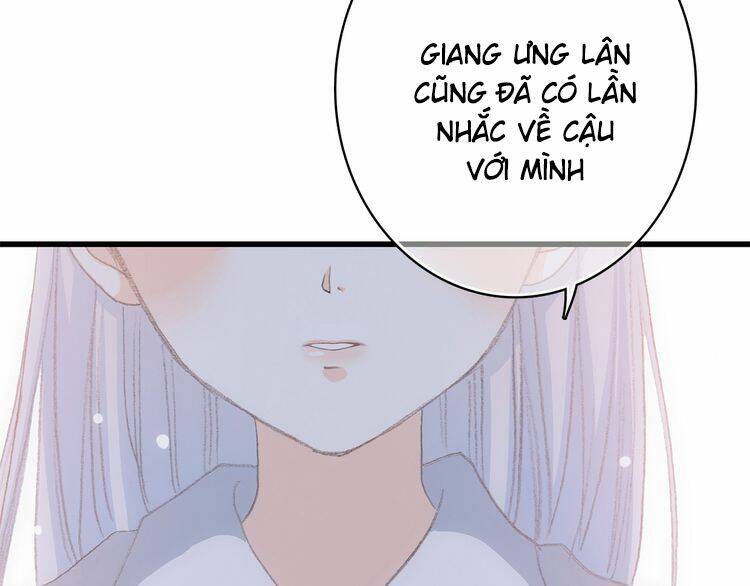 GIANG ƯNG LÂN
CŨNG ĐÃ CÓ LẦN
NHẮC VỀ CẬU
VỚI MÌNH